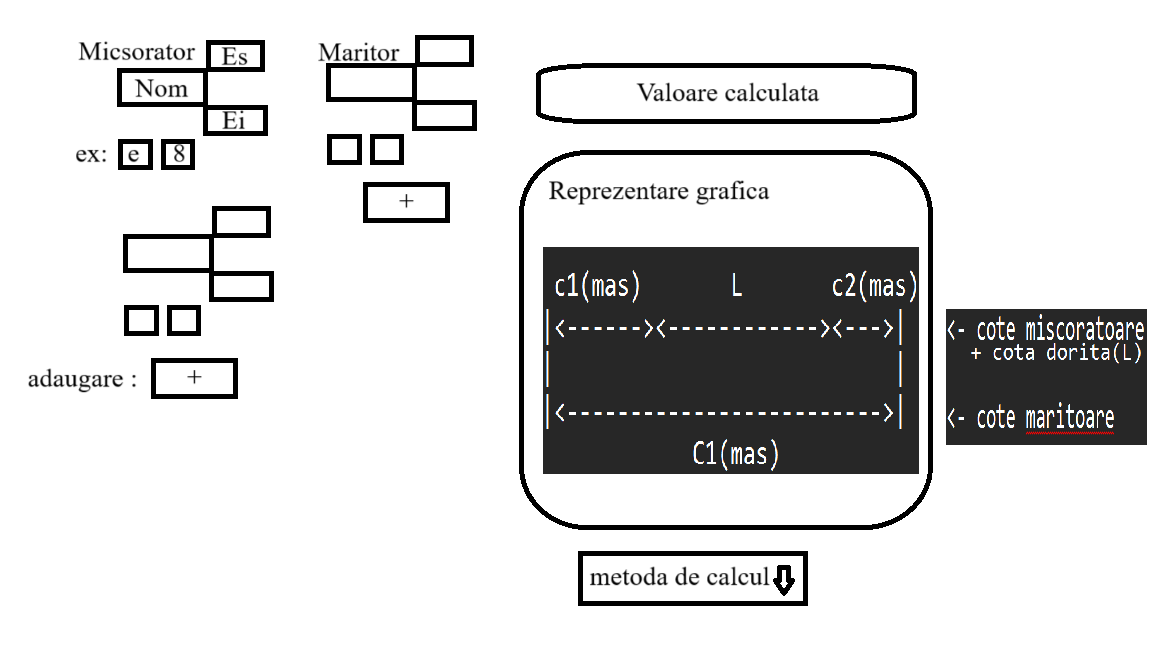 Micsorator Es
Nom
Ei
ex: e 8
adaugare : +
Maritor
+
Valoare calculata
Reprezentare grafica
c1(mas) L c2(mas)
|<------><------------><--->|
| |
|<------------------------->|
C1(mas)
<- cote miscoratoare
+ cota dorita(L)
<- cote maritoare
metoda de calcul